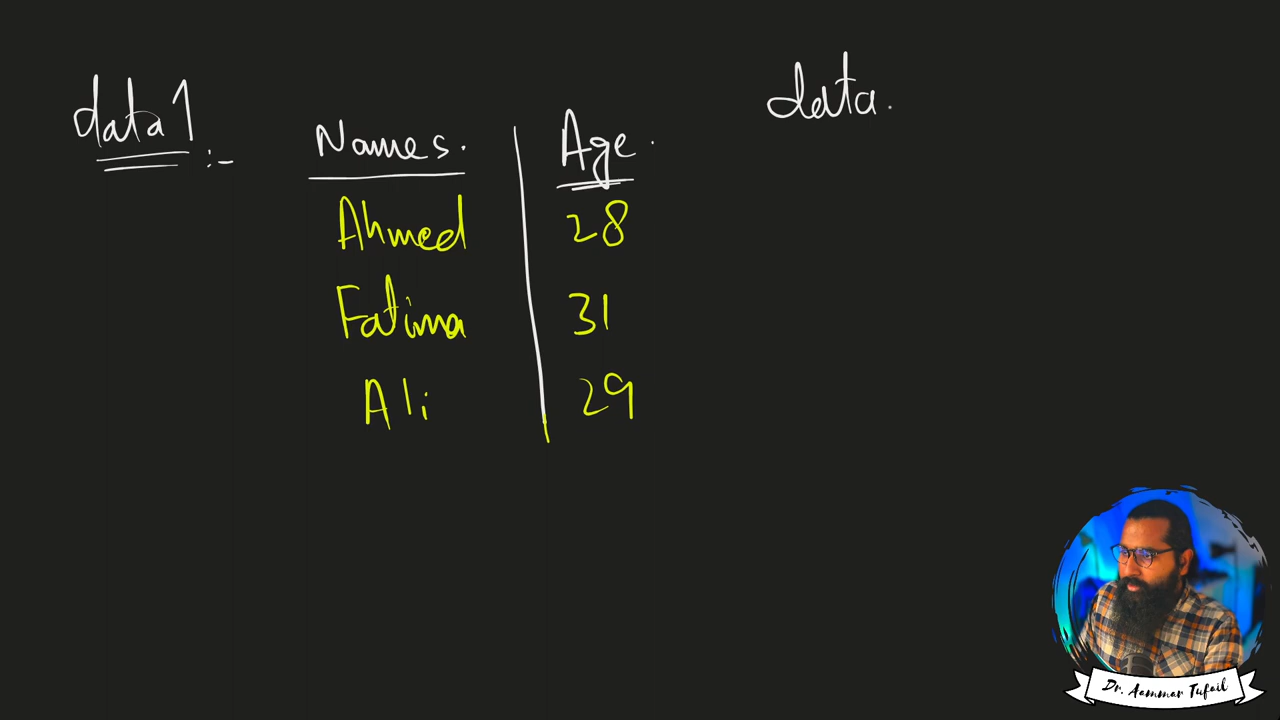 data1 :-
data.
Names. Age.
Ahmed 28
Fatima 31
Ali 29
Dr. Aammar Tufail